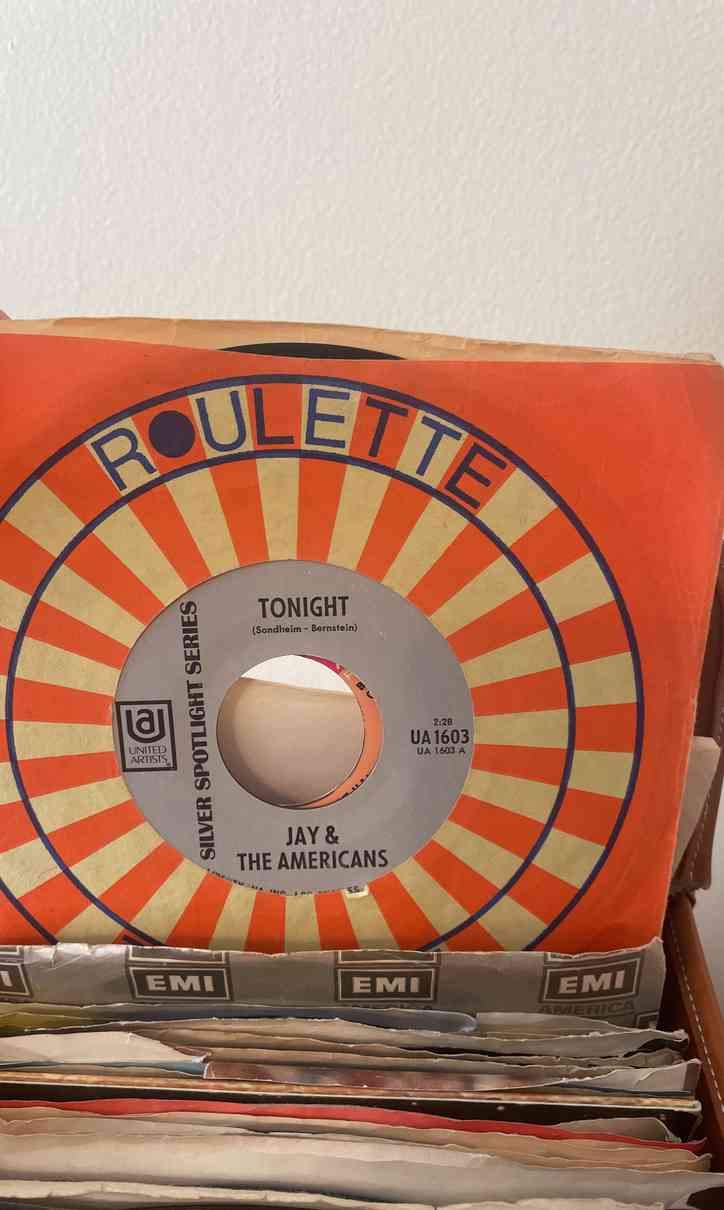 ROULETTE
TONIGHT
(Sondheim - Bernstein)
SILVER SPOTLIGHT SERIES
UA
UNITED
ARTISTS
2:28
UA 1603
UA 1603 A
JAY &
THE AMERICANS
EMI
EMI
EMI
AMERICA